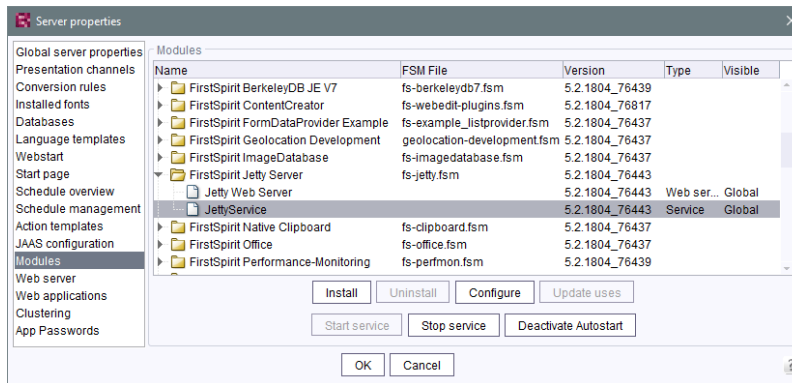 Server properties
Global server properties
Presentation channels
Conversion rules
Installed fonts
Databases
Language templates
Webstart
Start page
Schedule overview
Schedule management
Action templates
JAAS configuration
Modules
Web server
Web applications
Clustering
App Passwords
Modules
Name FSM File Version Type Visible
FirstSpirit BerkeleyDB JE V7 fs-berkeleydb7.fsm 5.2.1804_76439
FirstSpirit ContentCreator fs-webedit-plugins.fsm 5.2.1804_76817
FirstSpirit FormDataProvider Example fs-example_listprovider.fsm 5.2.1804_76437
FirstSpirit Geolocation Development geolocation-development.fsm 5.2.1804_76437
FirstSpirit ImageDatabase fs-imagedatabase.fsm 5.2.1804_76437
FirstSpirit Jetty Server fs-jetty.fsm 5.2.1804_76443
Jetty Web Server 5.2.1804_76443 Web ser... Global
JettyService 5.2.1804_76443 Service Global
FirstSpirit Native Clipboard fs-clipboard.fsm 5.2.1804_76437
FirstSpirit Office fs-office.fsm 5.2.1804_76437
FirstSpirit Performance-Monitoring fs-perfmon.fsm 5.2.1804_76439
Install Uninstall Configure Update uses
Start service Stop service Deactivate Autostart
OK Cancel